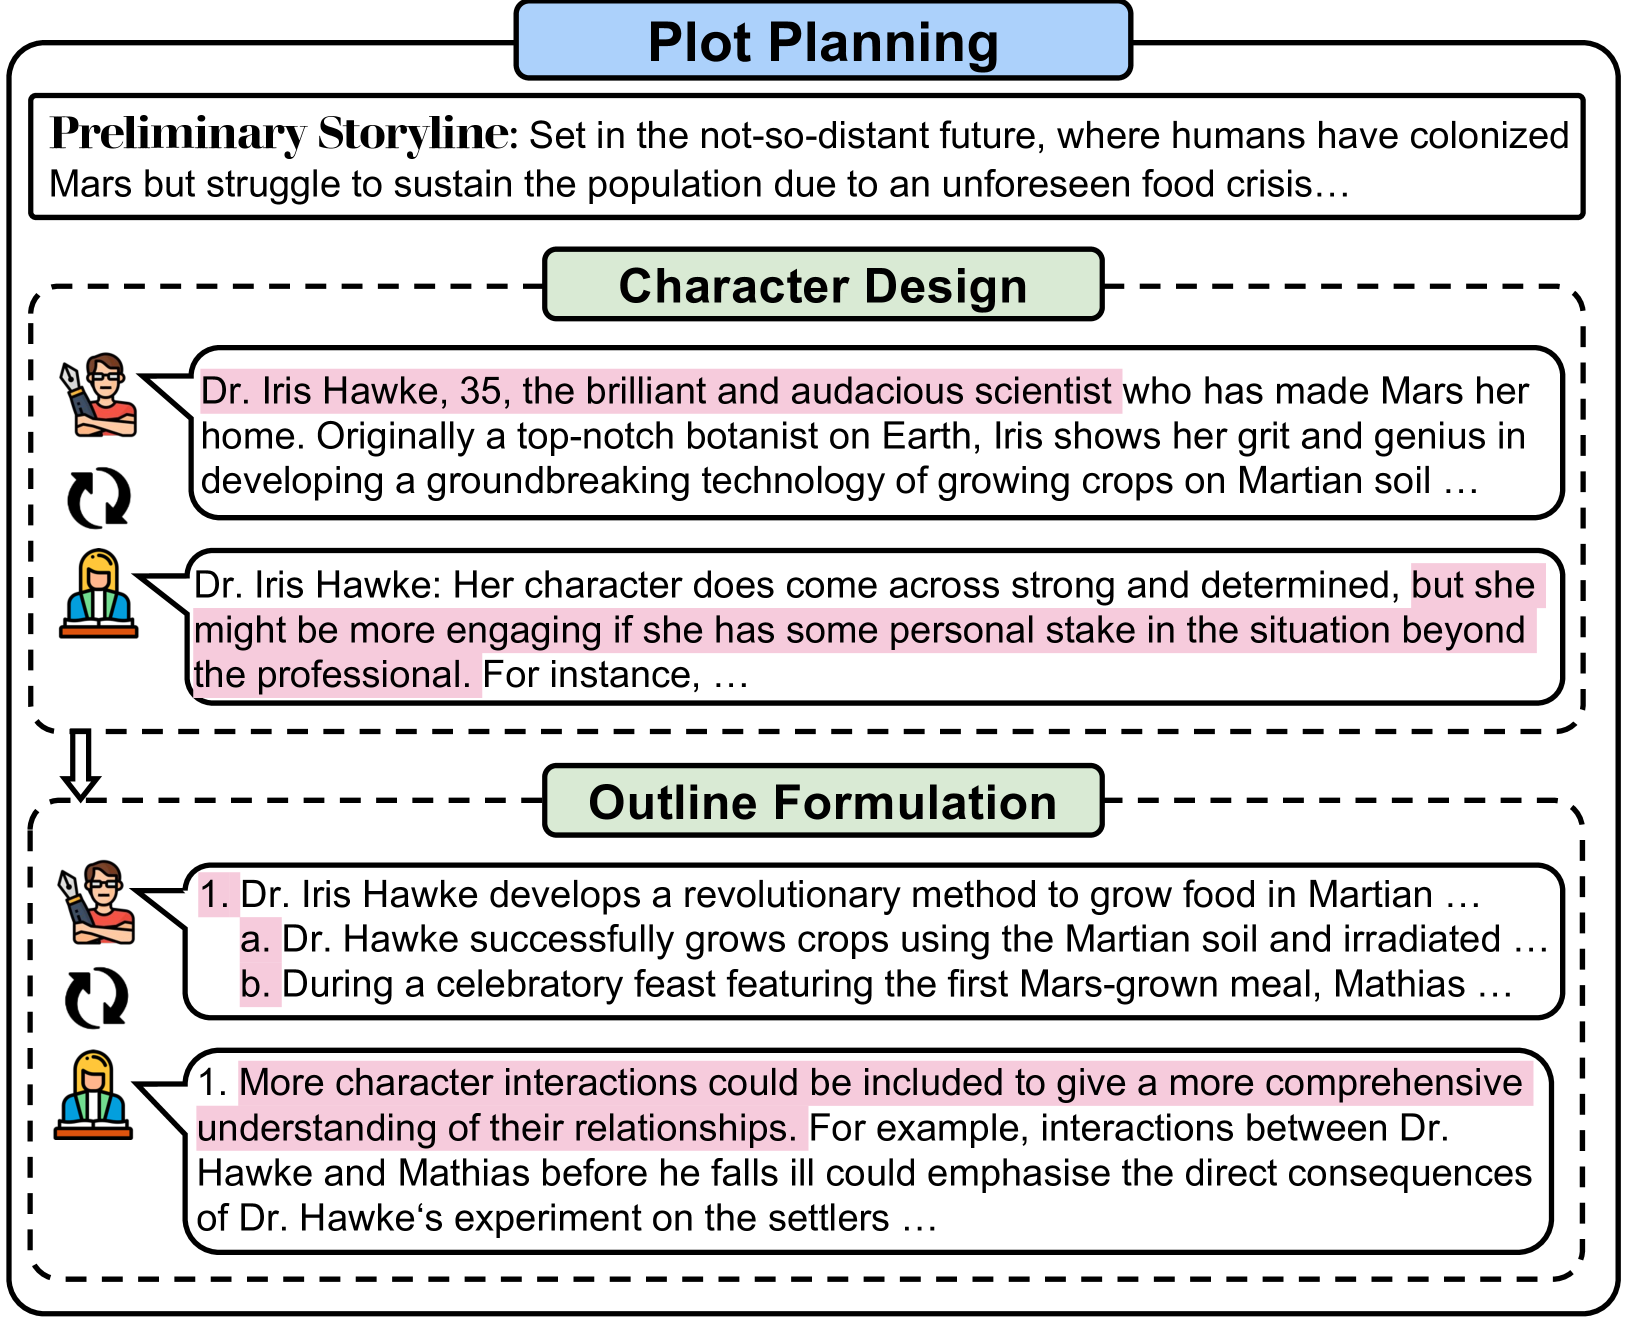 Plot Planning
Preliminary Storyline: Set in the not-so-distant future, where humans have colonized
Mars but struggle to sustain the population due to an unforeseen food crisis…
Character Design
Dr. Iris Hawke, 35, the brilliant and audacious scientist who has made Mars her
home. Originally a top-notch botanist on Earth, Iris shows her grit and genius in
developing a groundbreaking technology of growing crops on Martian soil …
Dr. Iris Hawke: Her character does come across strong and determined, but she
might be more engaging if she has some personal stake in the situation beyond
the professional. For instance, …
Outline Formulation
1. Dr. Iris Hawke develops a revolutionary method to grow food in Martian …
a. Dr. Hawke successfully grows crops using the Martian soil and irradiated …
b. During a celebratory feast featuring the first Mars-grown meal, Mathias …
1. More character interactions could be included to give a more comprehensive
understanding of their relationships. For example, interactions between Dr.
Hawke and Mathias before he falls ill could emphasise the direct consequences
of Dr. Hawke‘s experiment on the settlers …